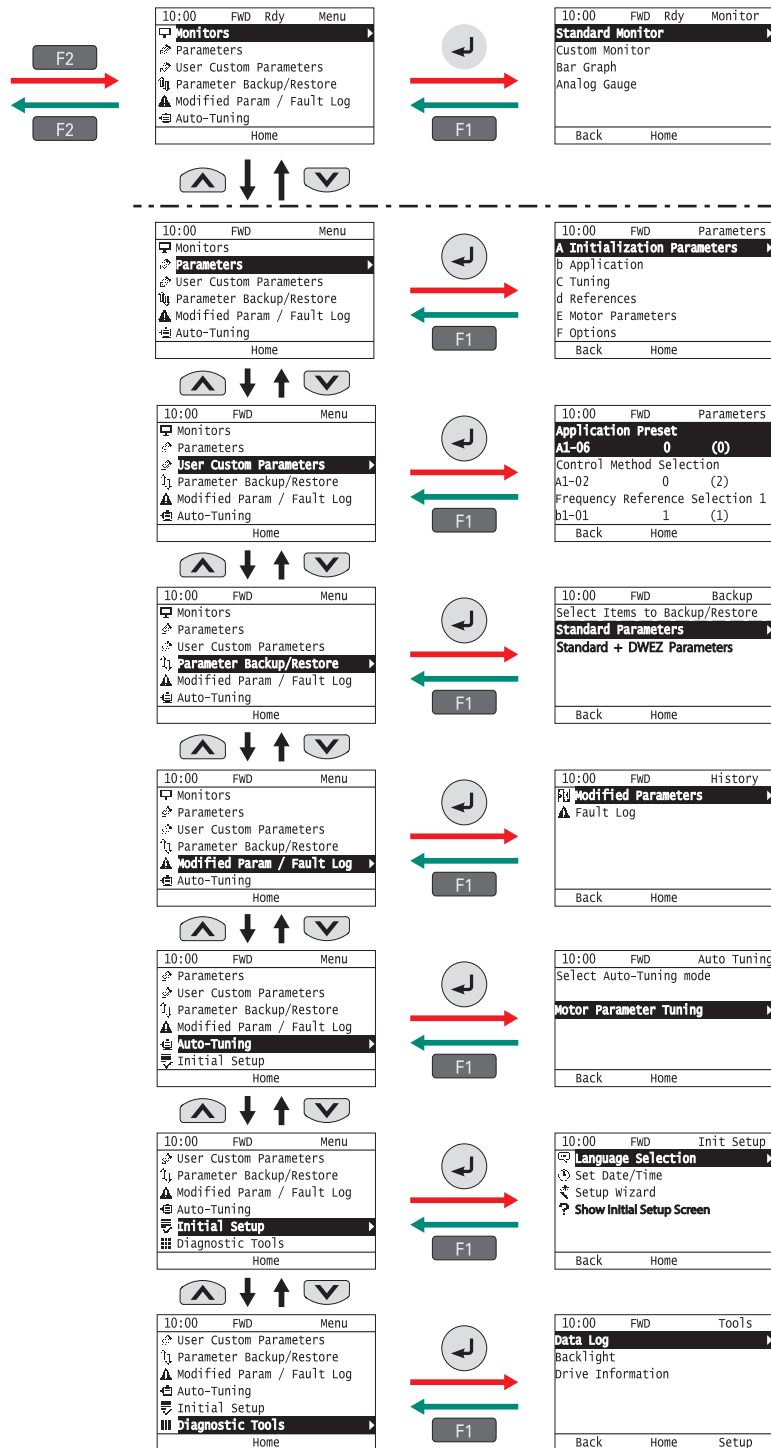 F2
F2
10:00 FWD Rdy Menu
Monitors
Parameters
User Custom Parameters
Parameter Backup/Restore
Modified Param / Fault Log
Auto-Tuning
Home
F1
10:00 FWD Rdy Monitor
Standard Monitor
Custom Monitor
Bar Graph
Analog Gauge
Back Home
10:00 FWD Menu
Monitors
Parameters
User Custom Parameters
Parameter Backup/Restore
Modified Param / Fault Log
Auto-Tuning
Home
F1
10:00 FWD Parameters
A Initialization Parameters
b Application
C Tuning
d References
E Motor Parameters
F Options
Back Home
10:00 FWD Menu
Monitors
Parameters
User Custom Parameters
Parameter Backup/Restore
Modified Param / Fault Log
Auto-Tuning
Home
F1
10:00 FWD Parameters
Application Preset
A1-06 0 (0)
Control Method Selection
A1-02 0 (2)
Frequency Reference Selection 1
b1-01 1 (1)
Back Home
10:00 FWD Menu
Monitors
Parameters
User Custom Parameters
Parameter Backup/Restore
Modified Param / Fault Log
Auto-Tuning
Home
F1
10:00 FWD Backup
Select Items to Backup/Restore
Standard Parameters
Standard + DWEZ Parameters
Back Home
10:00 FWD Menu
Monitors
Parameters
User Custom Parameters
Parameter Backup/Restore
Modified Param / Fault Log
Auto-Tuning
Home
F1
10:00 FWD History
Modified Parameters
Fault Log
Back Home
10:00 FWD Menu
Parameters
User Custom Parameters
Parameter Backup/Restore
Modified Param / Fault Log
Auto-Tuning
Initial Setup
Home
F1
10:00 FWD Auto Tuning
Select Auto-Tuning mode
Motor Parameter Tuning
Back Home
10:00 FWD Menu
User Custom Parameters
Parameter Backup/Restore
Modified Param / Fault Log
Auto-Tuning
Initial Setup
Diagnostic Tools
Home
F1
10:00 FWD Init Setup
Language Selection
Set Date/Time
Setup Wizard
? Show Initial Setup Screen
Back Home
10:00 FWD Menu
User Custom Parameters
Parameter Backup/Restore
Modified Param / Fault Log
Auto-Tuning
Initial Setup
Diagnostic Tools
Home
F1
10:00 FWD Tools
Data Log
Backlight
Drive Information
Back Home Setup